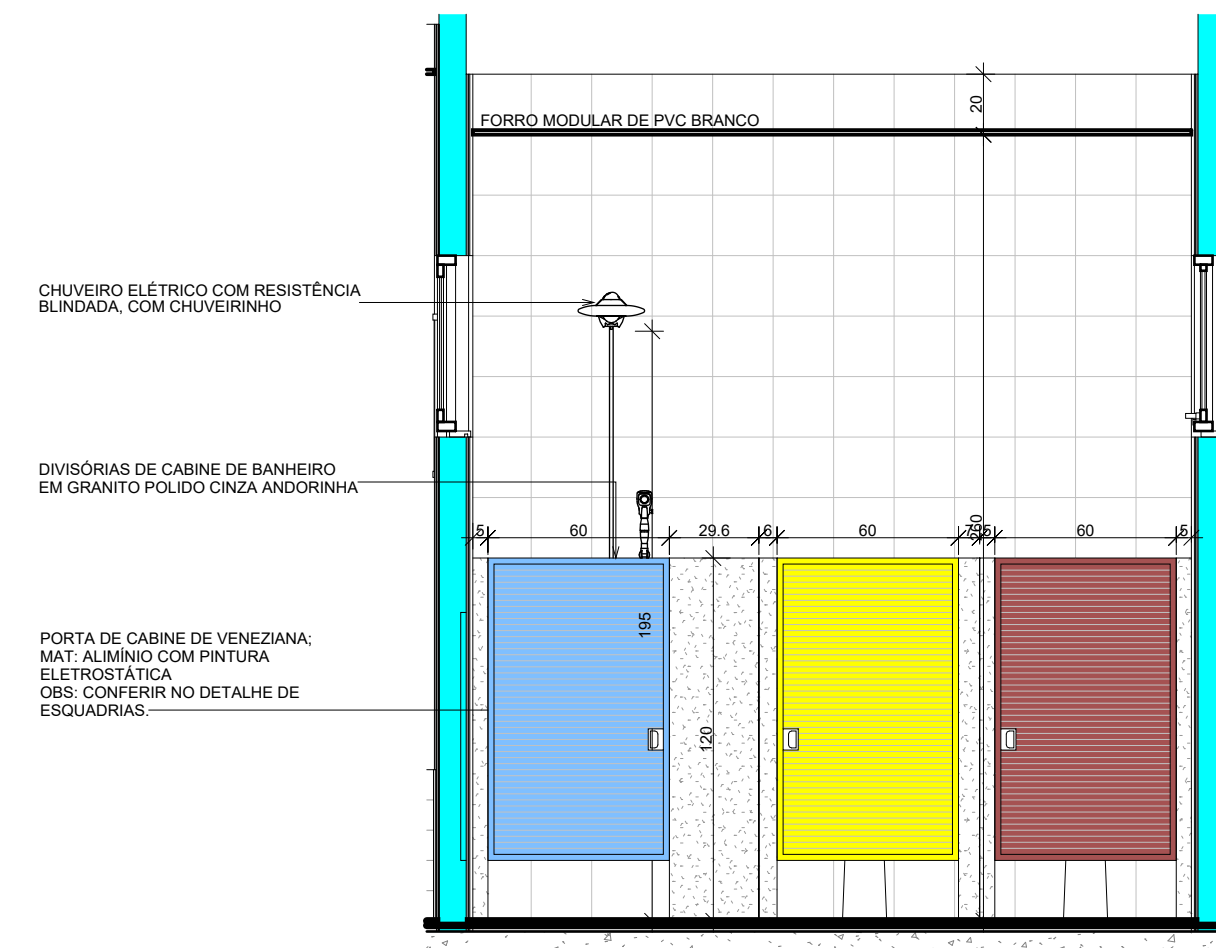 20
FORRO MODULAR DE PVC BRANCO
CHUVEIRO ELÉTRICO COM RESISTÊNCIA
BLINDADA, COM CHUVEIRINHO
DIVISÓRIAS DE CABINE DE BANHEIRO
EM GRANITO POLIDO CINZA ANDORINHA
5
60
29.6
6
60
260
60
5
195
PORTA DE CABINE DE VENEZIANA;
MAT: ALIMÍNIO COM PINTURA
ELETROSTÁTICA
OBS: CONFERIR NO DETALHE DE
ESQUADRIAS.
120